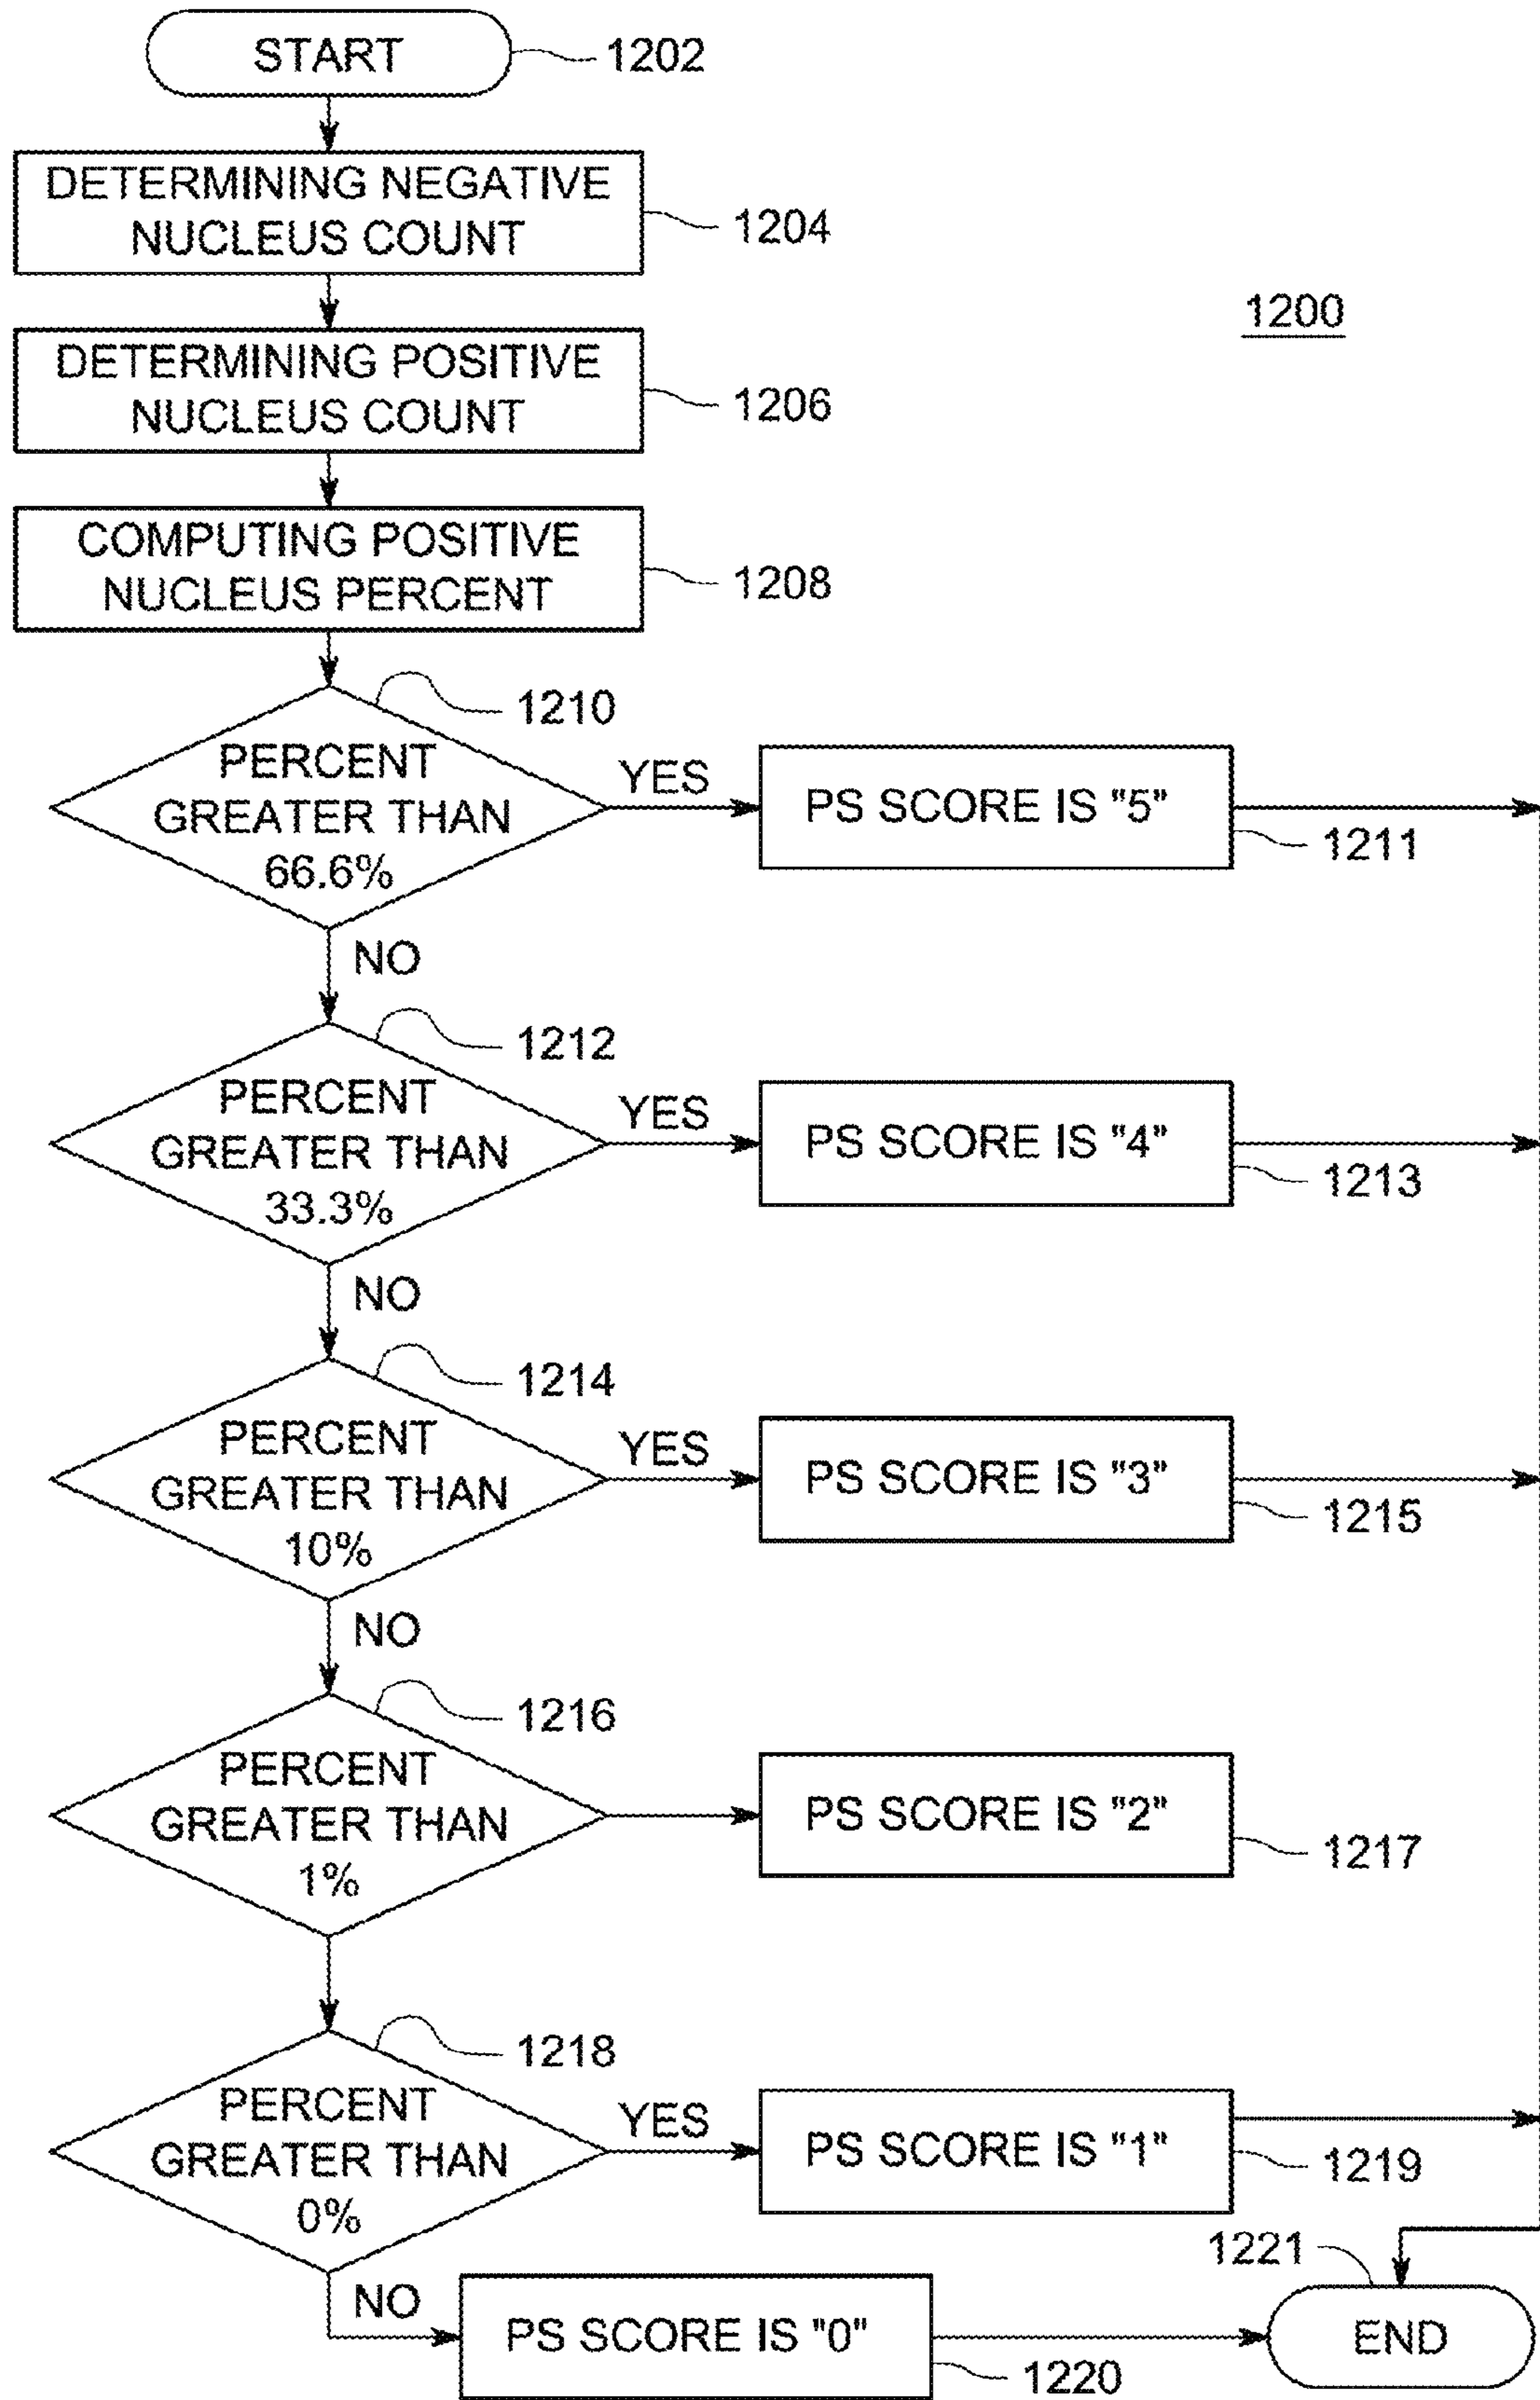 START
1202
DETERMINING NEGATIVE
NUCLEUS COUNT
1204
1200
DETERMINING POSITIVE
NUCLEUS COUNT
1206
COMPUTING POSITIVE
NUCLEUS PERCENT
1208
1210
PERCENT
GREATER THAN
66.6%
YES
PS SCORE IS "5"
1211
NO
1212
PERCENT
GREATER THAN
33.3%
YES
PS SCORE IS "4"
1213
NO
1214
PERCENT
GREATER THAN
10%
YES
PS SCORE IS "3"
1215
NO
1216
PERCENT
GREATER THAN
1%
PS SCORE IS "2"
1217
1218
PERCENT
GREATER THAN
0%
YES
PS SCORE IS "1"
1219
NO
PS SCORE IS "0"
1220
1221
END